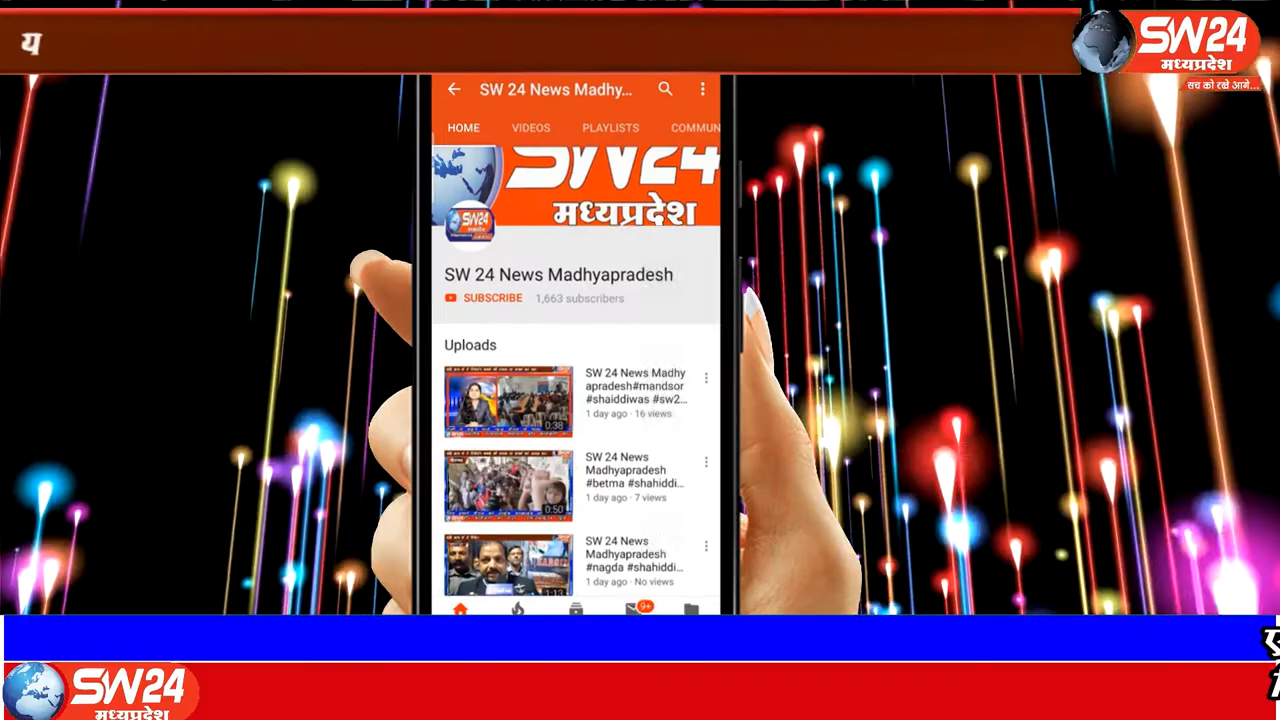 य
SW24
मध्यप्रदेश
सच को रखे आगे...
SW 24 News Madhy...
HOME VIDEOS PLAYLISTS COMMUN
SW24
मध्यप्रदेश
SW24
SW 24 News Madhyapradesh
SUBSCRIBE 1,663 subscribers
Uploads
SW 24 News Madhy
apradesh#mandsor
#shaiddiwas #sw2...
1 day ago · 16 views
0:38
SW 24 News
Madhyapradesh
#betma #shahiddi...
1 day ago · 7 views
0:50
SW 24 News
Madhyapradesh
#nagda #shahiddi...
1 day ago · No views
1:13
9+
SW24
मध्यप्रदेश